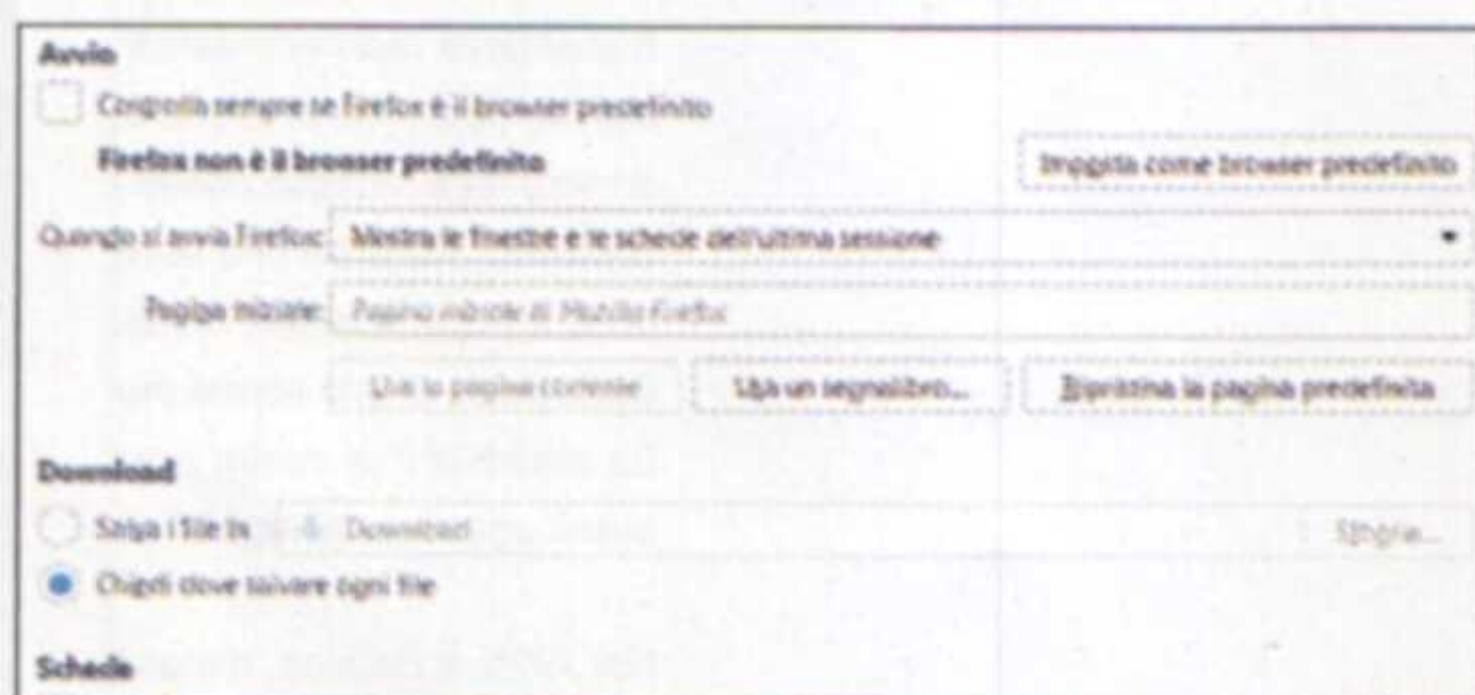 Avvio
Controlla sempre se Firefox è il browser predefinito
Firefox non è il browser predefinito
Imposta come browser predefinito
Quando si avvia Firefox: Mostra le finestre e le schede dell'ultima sessione
Pagina iniziale: Pagina iniziale di Mozilla Firefox
Usa la pagina corrente
Usa un segnalibro...
Ripristina la pagina predefinita
Download
Salva i file in Download Sfoglia...
Chiedi dove salvare ogni file
Schede